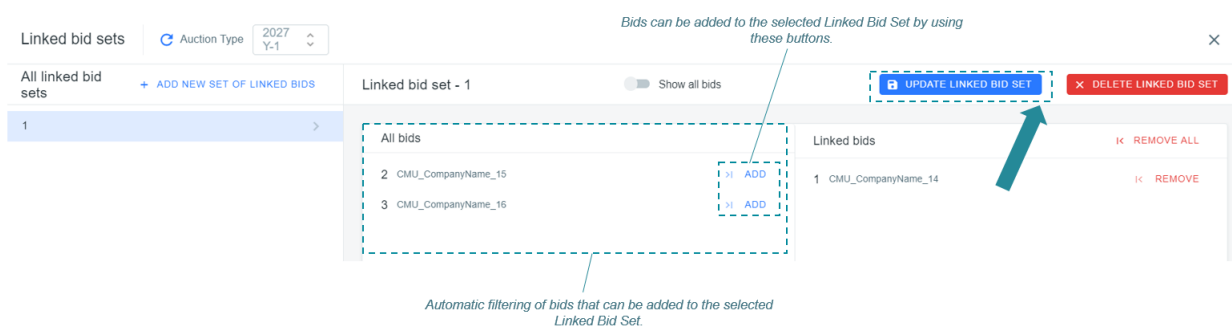 Bids can be added to the selected Linked Bid Set by using
these buttons.
Linked bid sets
Auction Type
2027
Y-1
All linked bid
sets
+ ADD NEW SET OF LINKED BIDS
Linked bid set - 1
Show all bids
UPDATE LINKED BID SET
DELETE LINKED BID SET
1
All bids
2 CMU_CompanyName_15 ADD
3 CMU_CompanyName_16 ADD
Linked bids
REMOVE ALL
1 CMU_CompanyName_14 REMOVE
Automatic filtering of bids that can be added to the selected
Linked Bid Set.